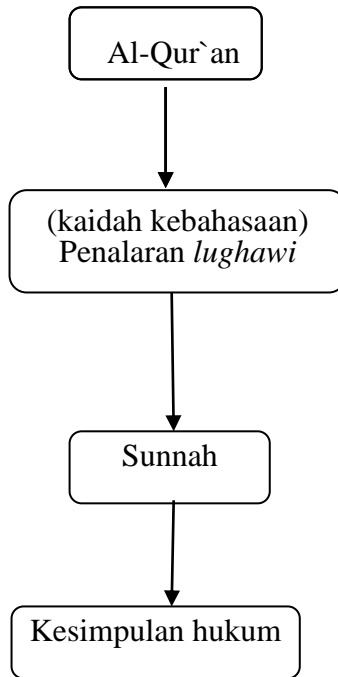 Al-Qur`an
(kaidah kebahasaan)
Penalaran lughawi
Sunnah
Kesimpulan hukum